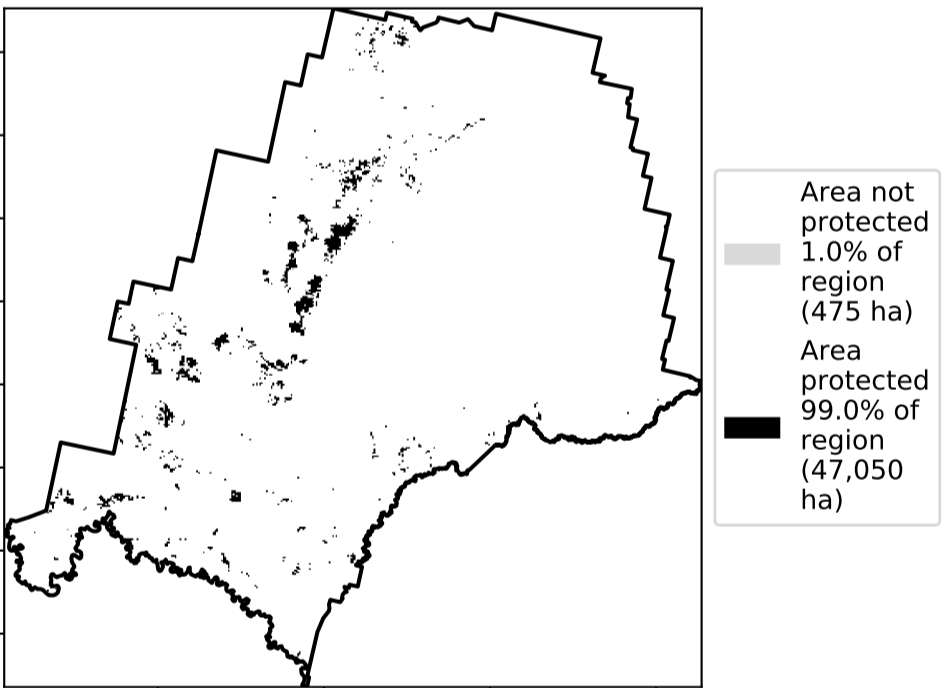 Area not
protected
1.0% of
region
(475 ha)
Area
protected
99.0% of
region
(47,050
ha)